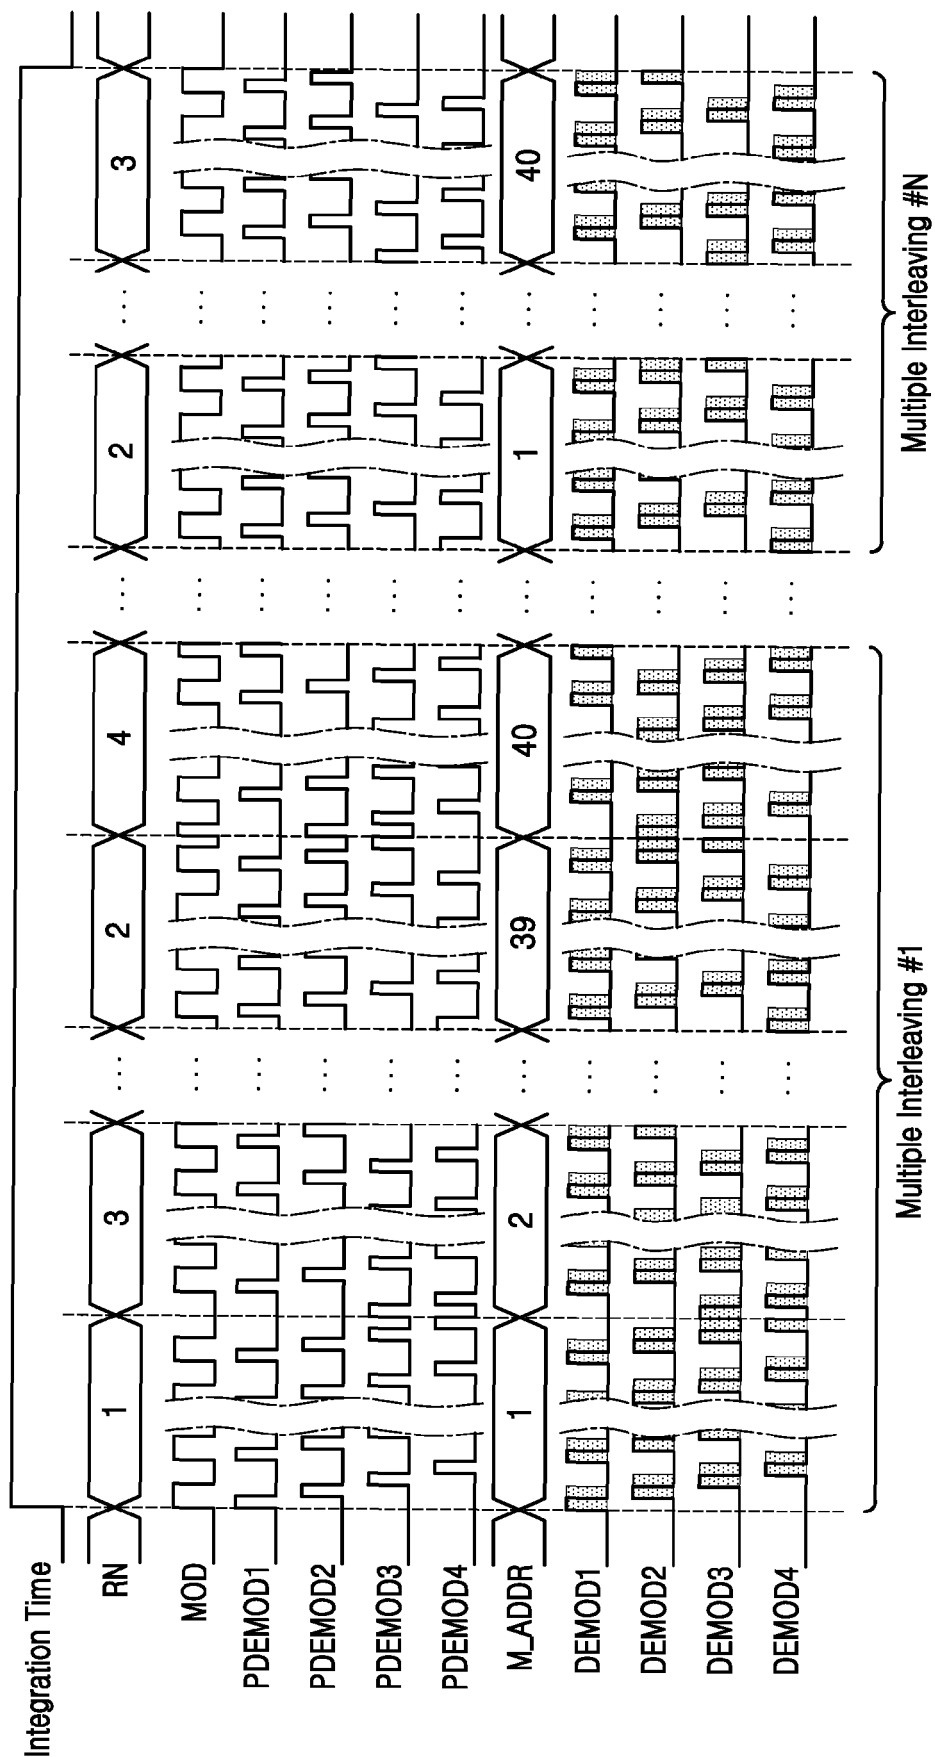 Integration Time
RN 1 3 ... 2 4 ... 2 ... 3
MOD
PDEMOD1 ...
PDEMOD2 ...
PDEMOD3 ...
PDEMOD4 ...
M_ADDR 1 2 ... 39 40 ... 1 ... 40
DEMOD1 ...
DEMOD2 ...
DEMOD3 ...
DEMOD4 ...
Multiple Interleaving #1 Multiple Interleaving #N